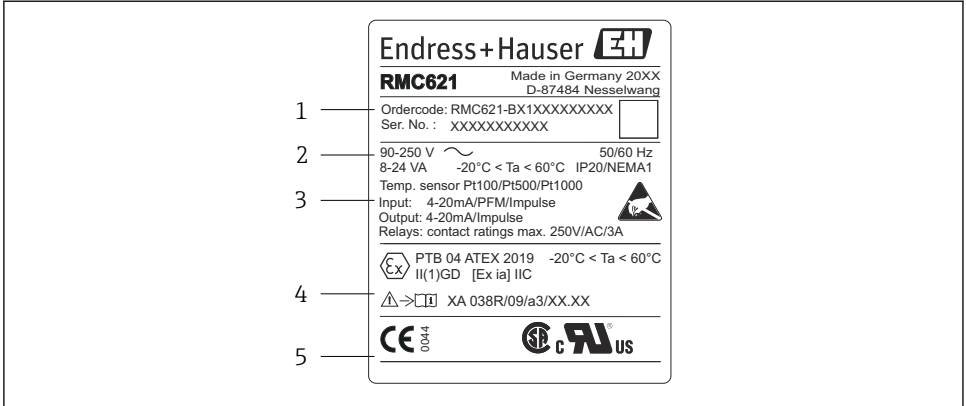 Endress+Hauser EH
RMC621
Made in Germany 20XX
D-87484 Nesselwang
1
Ordercode: RMC621-BX1XXXXXXXXX
Ser. No. : XXXXXXXXXXX
2
90-250 V 50/60 Hz
8-24 VA -20°C < Ta < 60°C IP20/NEMA1
Temp. sensor Pt100/Pt500/Pt1000
3
Input: 4-20mA/PFM/Impulse
Output: 4-20mA/Impulse
Relays: contact ratings max. 250V/AC/3A
Ex
PTB 04 ATEX 2019 -20°C < Ta < 60°C
II(1)GD [Ex ia] IIC
4
XA 038R/09/a3/XX.XX
CE 0044
SA ® c RU ® US
5